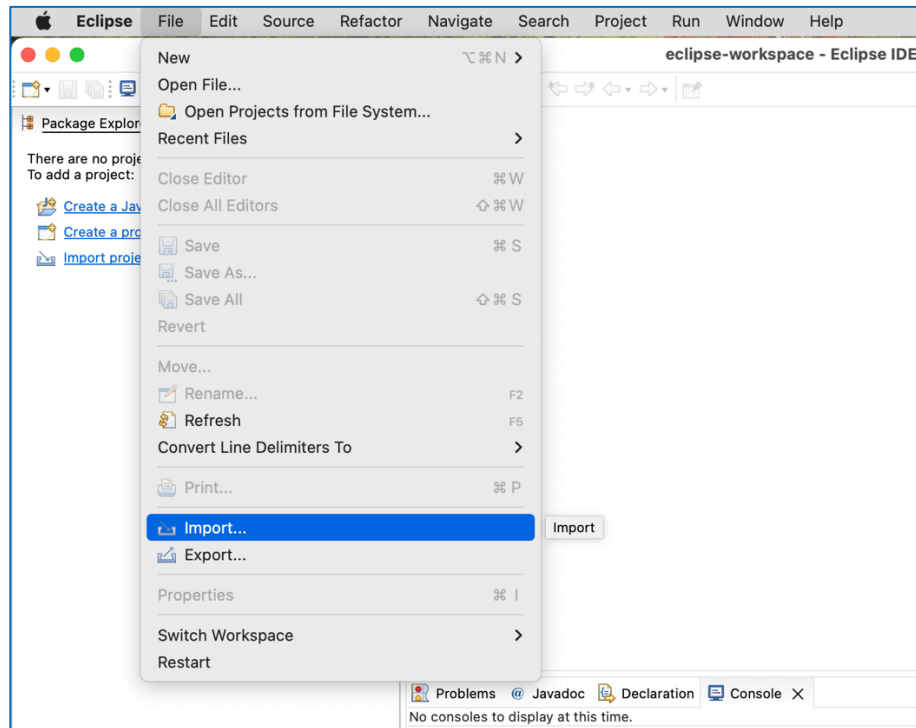 Eclipse File Edit Source Refactor Navigate Search Project Run Window Help
eclipse-workspace - Eclipse IDE
New ⌥⌘N
Open File...
Open Projects from File System...
Recent Files
Close Editor ⌘W
Close All Editors ⇧⌘W
Save ⌘S
Save As...
Save All ⇧⌘S
Revert
Move...
Rename... F2
Refresh F5
Convert Line Delimiters To
Print... ⌘P
Import...
Export...
Properties ⌘I
Switch Workspace
Restart
Import
Package Explor
There are no proje
To add a project:
Create a Jav
Create a pro
Import proje
Problems @ Javadoc Declaration Console
No consoles to display at this time.